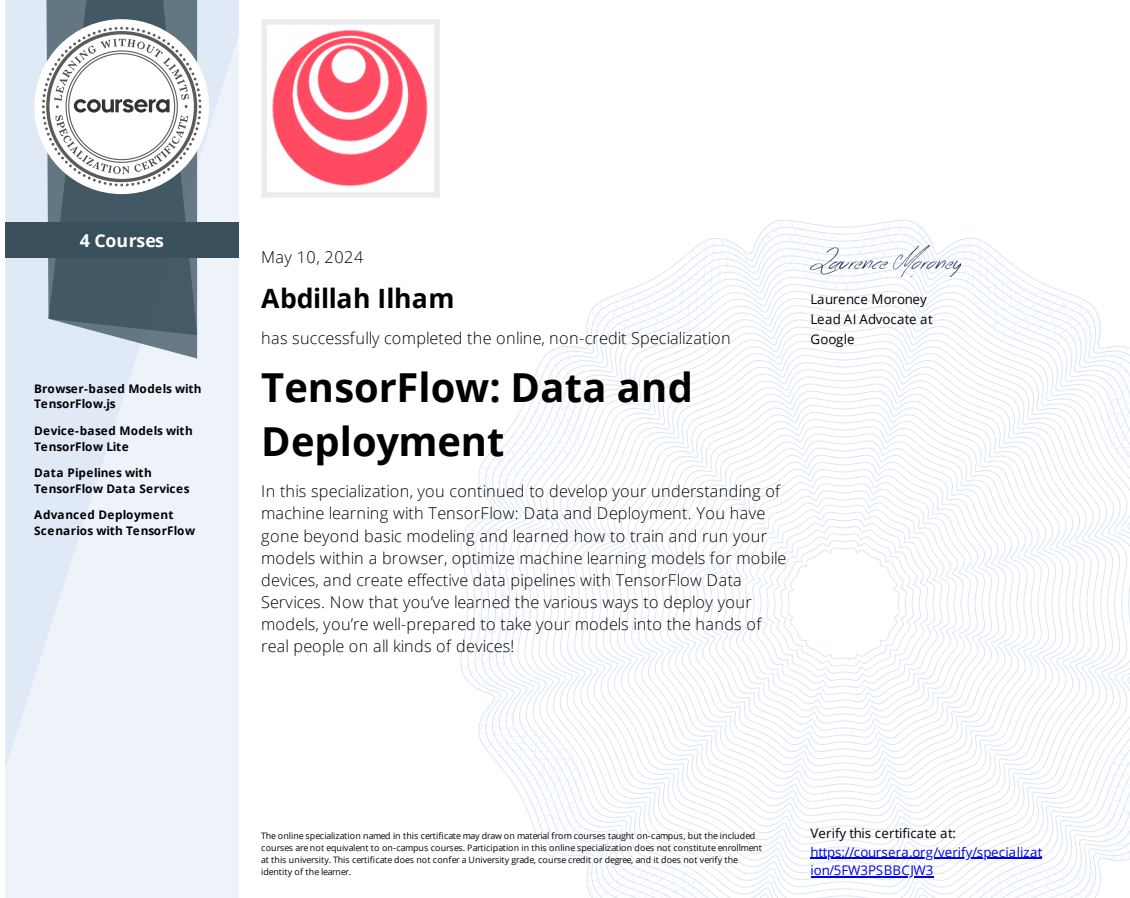 LEARNING WITHOUT LIMITS
coursera
SPECIALIZATION CERTIFICATE
4 Courses
Browser-based Models with
TensorFlow.js
Device-based Models with
TensorFlow Lite
Data Pipelines with
TensorFlow Data Services
Advanced Deployment
Scenarios with TensorFlow
May 10, 2024
Abdillah Ilham
has successfully completed the online, non-credit Specialization
TensorFlow: Data and
Deployment
In this specialization, you continued to develop your understanding of
machine learning with TensorFlow: Data and Deployment. You have
gone beyond basic modeling and learned how to train and run your
models within a browser, optimize machine learning models for mobile
devices, and create effective data pipelines with TensorFlow Data
Services. Now that you’ve learned the various ways to deploy your
models, you’re well-prepared to take your models into the hands of
real people on all kinds of devices!
Laurence Moroney
Laurence Moroney
Lead AI Advocate at
Google
The online specialization named in this certificate may draw on material from courses taught on-campus, but the included
courses are not equivalent to on-campus courses. Participation in this online specialization does not constitute enrollment
at this university. This certificate does not confer a University grade, course credit or degree, and it does not verify the
identity of the learner.
Verify this certificate at:
https://coursera.org/verify/specializat
ion/5FW3PSBBCJW3